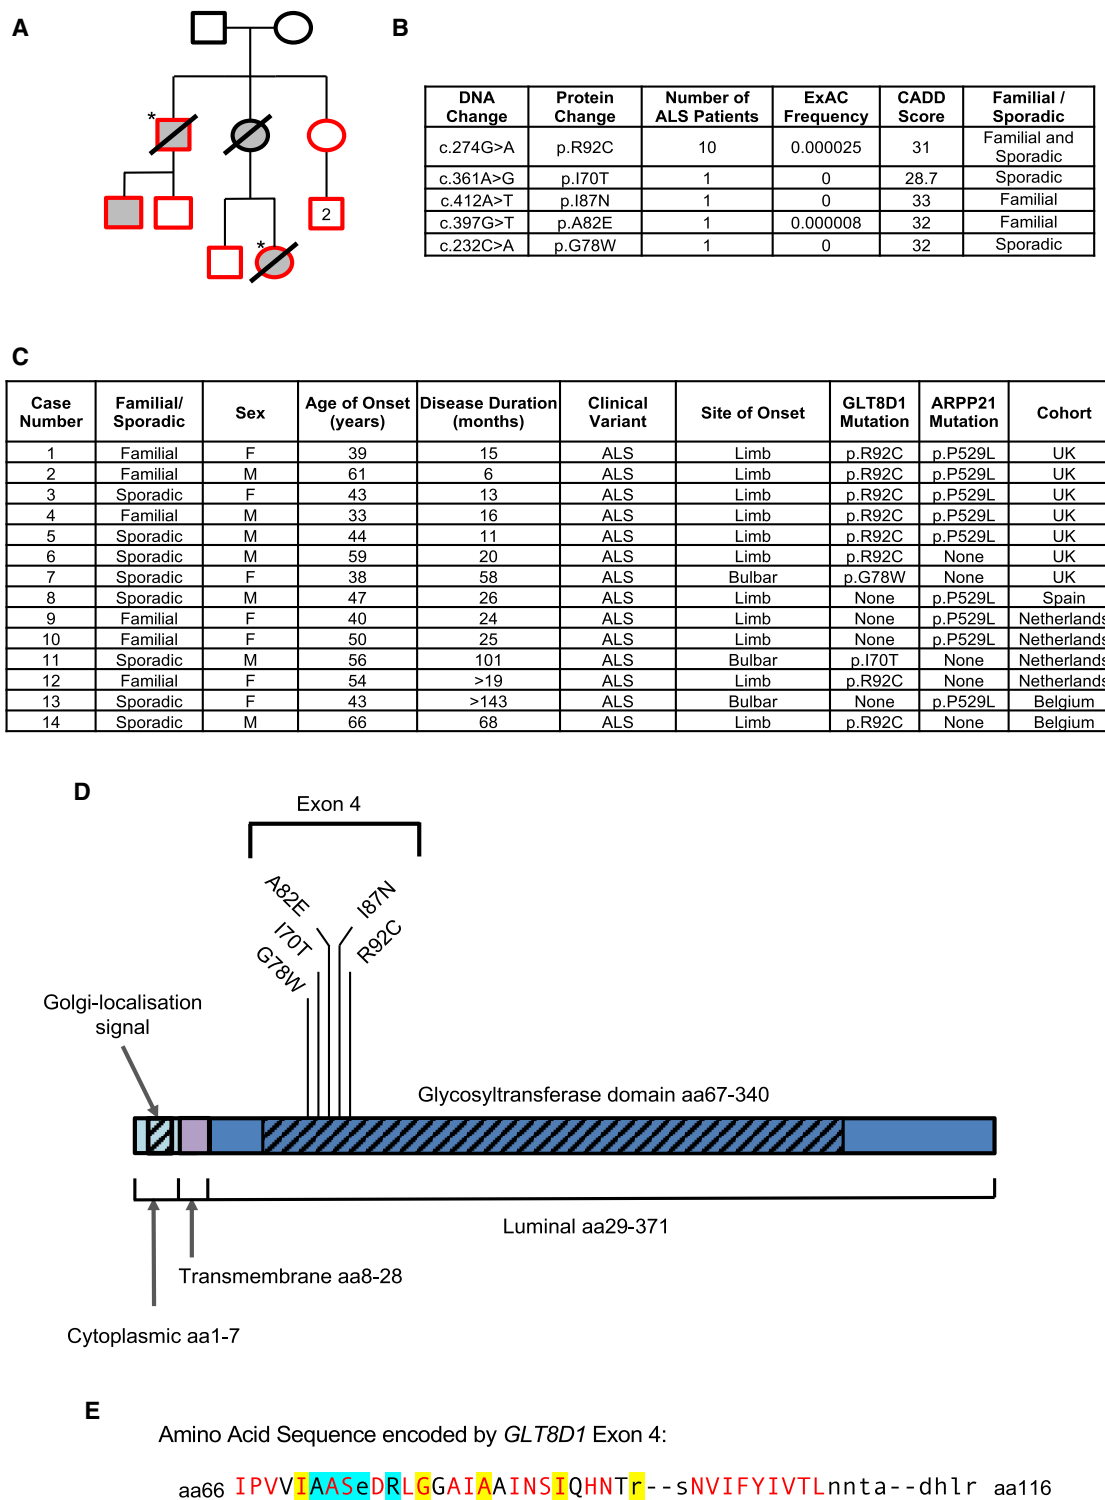 A
B
*
2
*
DNA Change Protein Change Number of ALS Patients ExAC Frequency CADD Score Familial / Sporadic
c.274G>A p.R92C 10 0.000025 31 Familial and Sporadic
c.361A>G p.I70T 1 0 28.7 Sporadic
c.412A>T p.I87N 1 0 33 Familial
c.397G>T p.A82E 1 0.000008 32 Familial
c.232C>A p.G78W 1 0 32 Sporadic
C
Case Number Familial/ Sporadic Sex Age of Onset (years) Disease Duration (months) Clinical Variant Site of Onset GLT8D1 Mutation ARPP21 Mutation Cohort
1 Familial F 39 15 ALS Limb p.R92C p.P529L UK
2 Familial M 61 6 ALS Limb p.R92C p.P529L UK
3 Sporadic F 43 13 ALS Limb p.R92C p.P529L UK
4 Familial M 33 16 ALS Limb p.R92C p.P529L UK
5 Sporadic M 44 11 ALS Limb p.R92C p.P529L UK
6 Sporadic M 59 20 ALS Limb p.R92C None UK
7 Sporadic F 38 58 ALS Bulbar p.G78W None UK
8 Sporadic M 47 26 ALS Limb None p.P529L Spain
9 Familial F 40 24 ALS Limb None p.P529L Netherlands
10 Familial F 50 25 ALS Limb None p.P529L Netherlands
11 Sporadic M 56 101 ALS Bulbar p.I70T None Netherlands
12 Familial F 54 >19 ALS Limb p.R92C None Netherlands
13 Sporadic F 43 >143 ALS Bulbar None p.P529L Belgium
14 Sporadic M 66 68 ALS Limb p.R92C None Belgium
D
Exon 4
A82E
I87N
I70T
R92C
G78W
Golgi-localisation
signal
Glycosyltransferase domain aa67-340
Luminal aa29-371
Transmembrane aa8-28
Cytoplasmic aa1-7
E
Amino Acid Sequence encoded by GLT8D1 Exon 4:
aa66 IPVVIAASeDRLGGAIAAINSIQHNTr--sNVIFYIVTLnnta--dhlr aa116